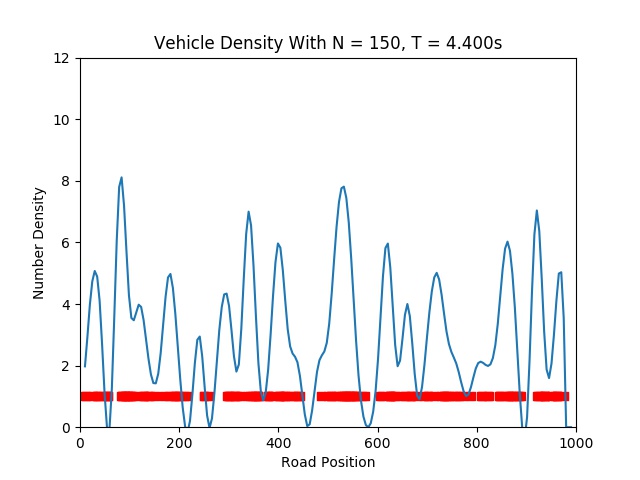 Vehicle Density With N = 150, T = 4.400s
12
10
8
6
4
2
0
Number Density
0 200 400 600 800 1000
Road Position